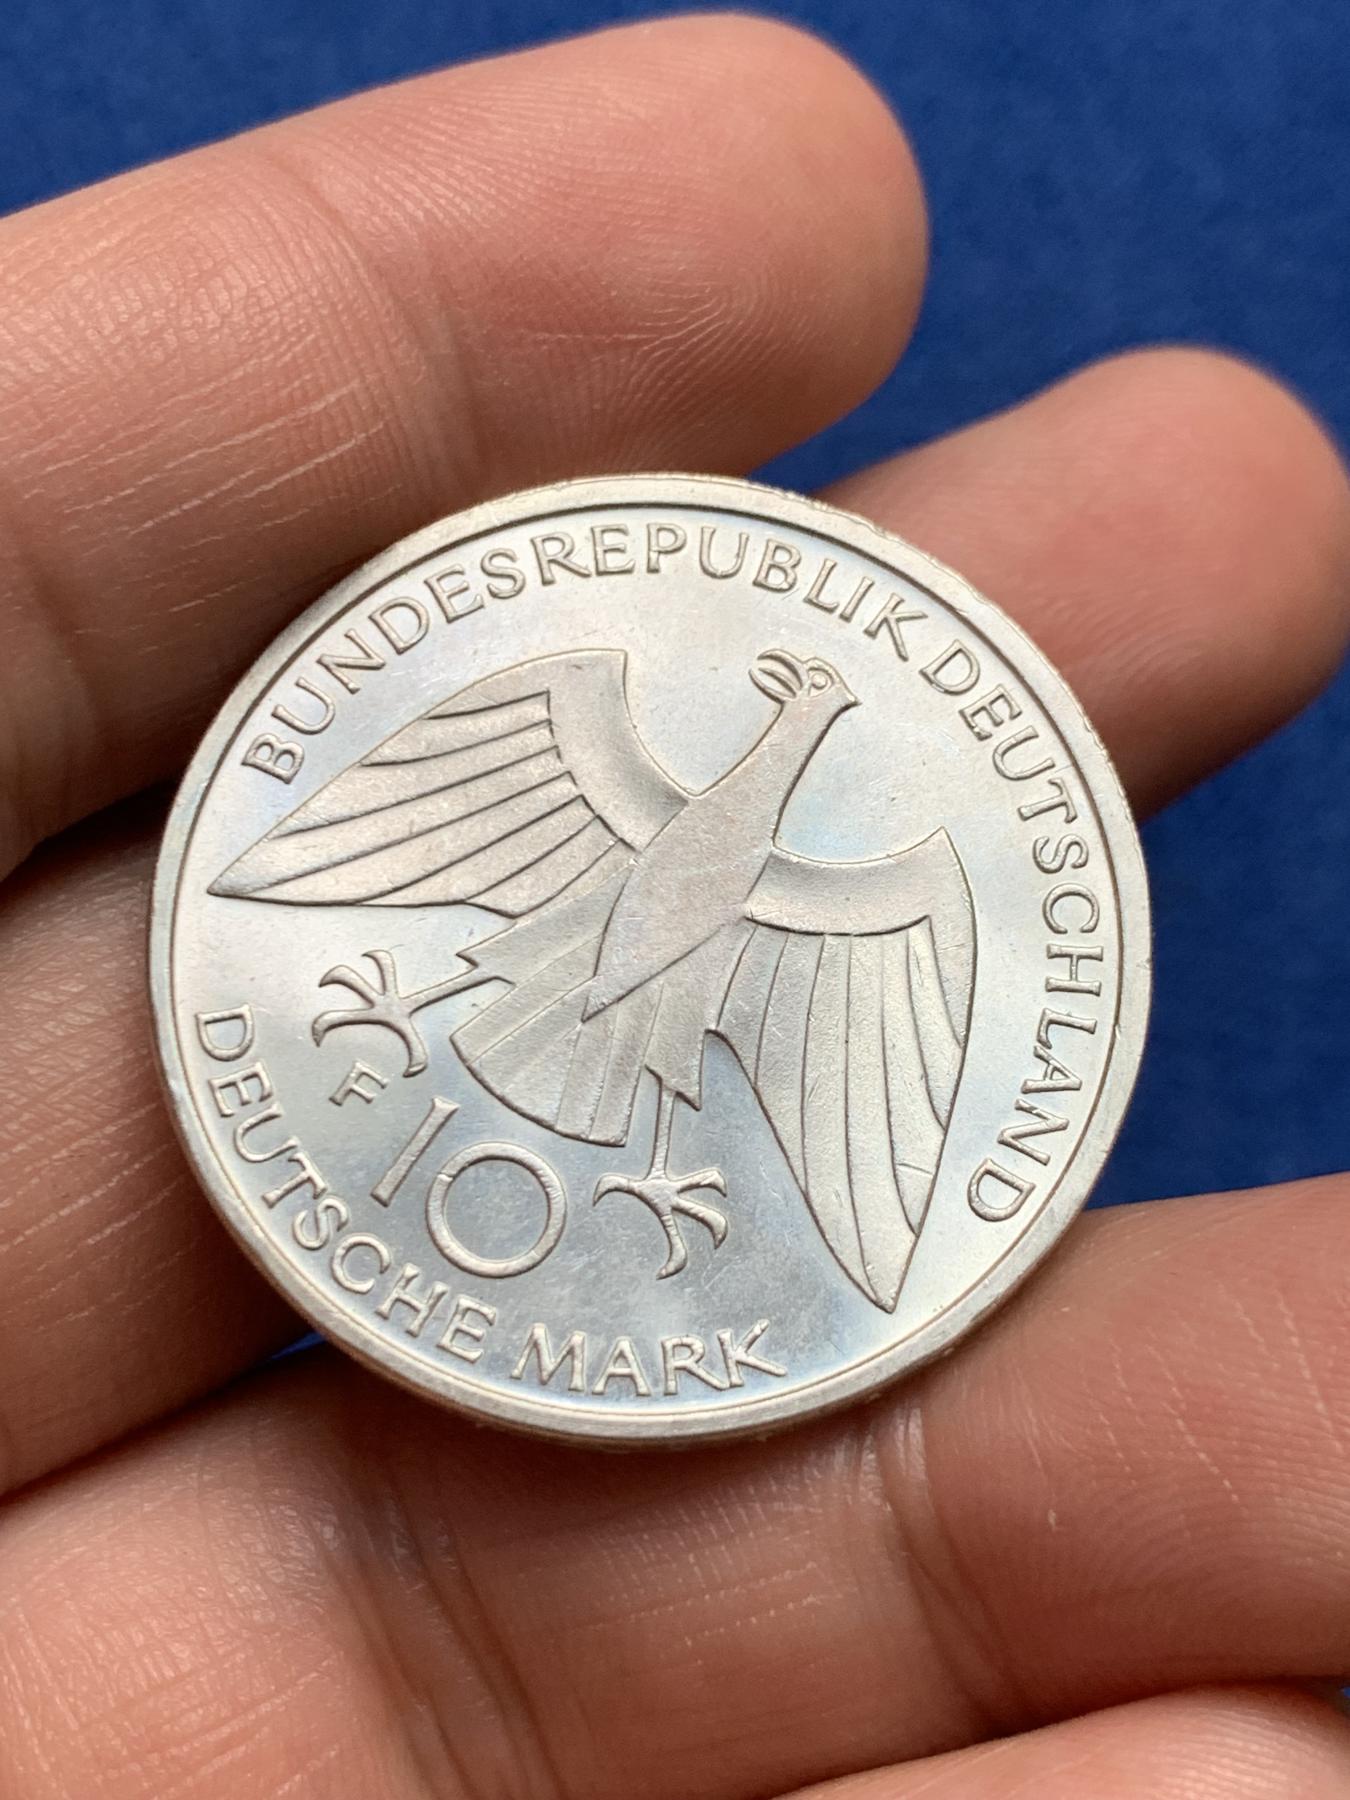 BUNDESREPUBLIK DEUTSCHLAND
F
10
DEUTSCHE MARK